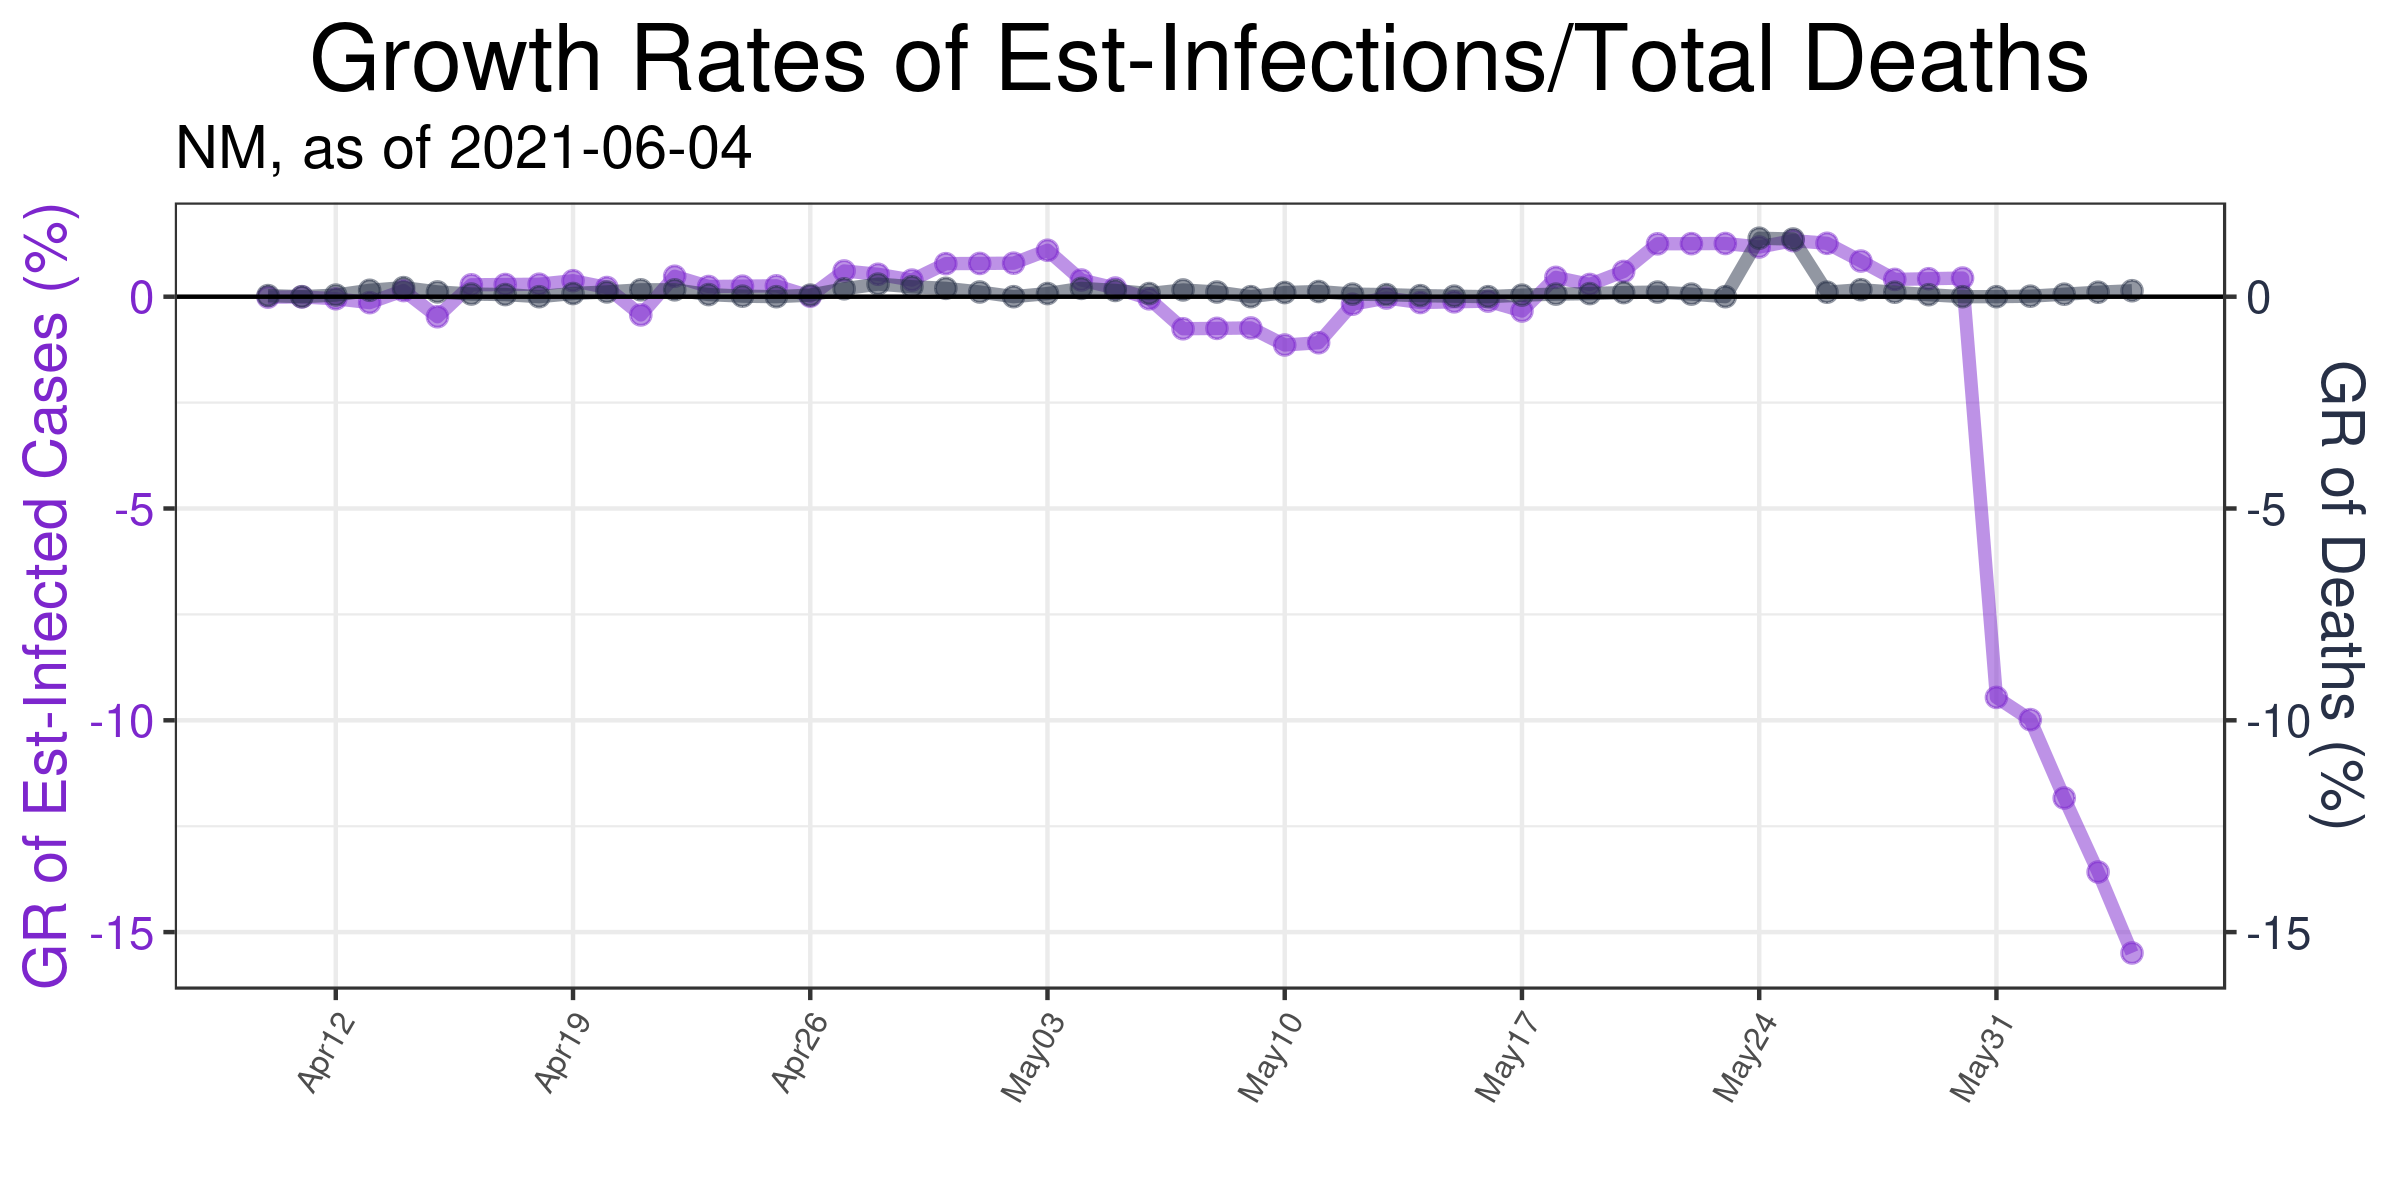 Growth Rates of Est-Infections/Total Deaths
NM, as of 2021-06-04
GR of Est-Infected Cases (%)
0
-5
-10
-15
0
-5
-10
-15
GR of Deaths (%)
Apr12
Apr19
Apr26
May03
May10
May17
May24
May31